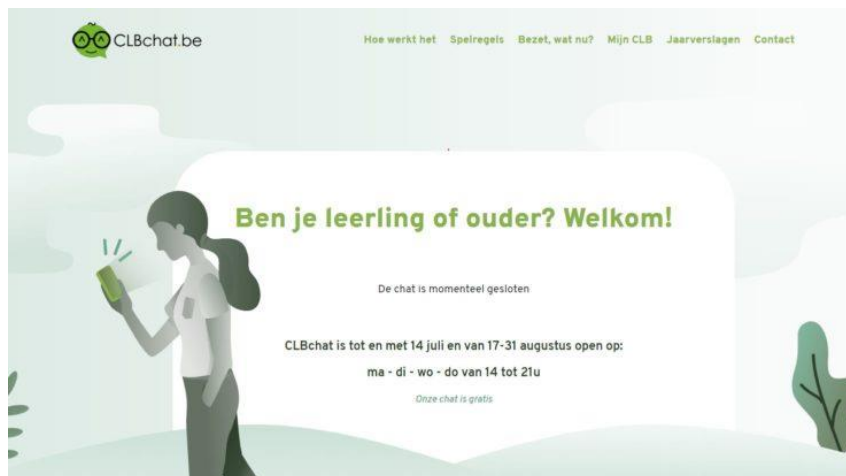 CLBchat.be
Hoe werkt het Spelregels Bezet, wat nu? Mijn CLB Jaarverslagen Contact
Ben je leerling of ouder? Welkom!
De chat is momenteel gesloten
CLBchat is tot en met 14 juli en van 17-31 augustus open op:
ma - di - wo - do van 14 tot 21u
Onze chat is gratis